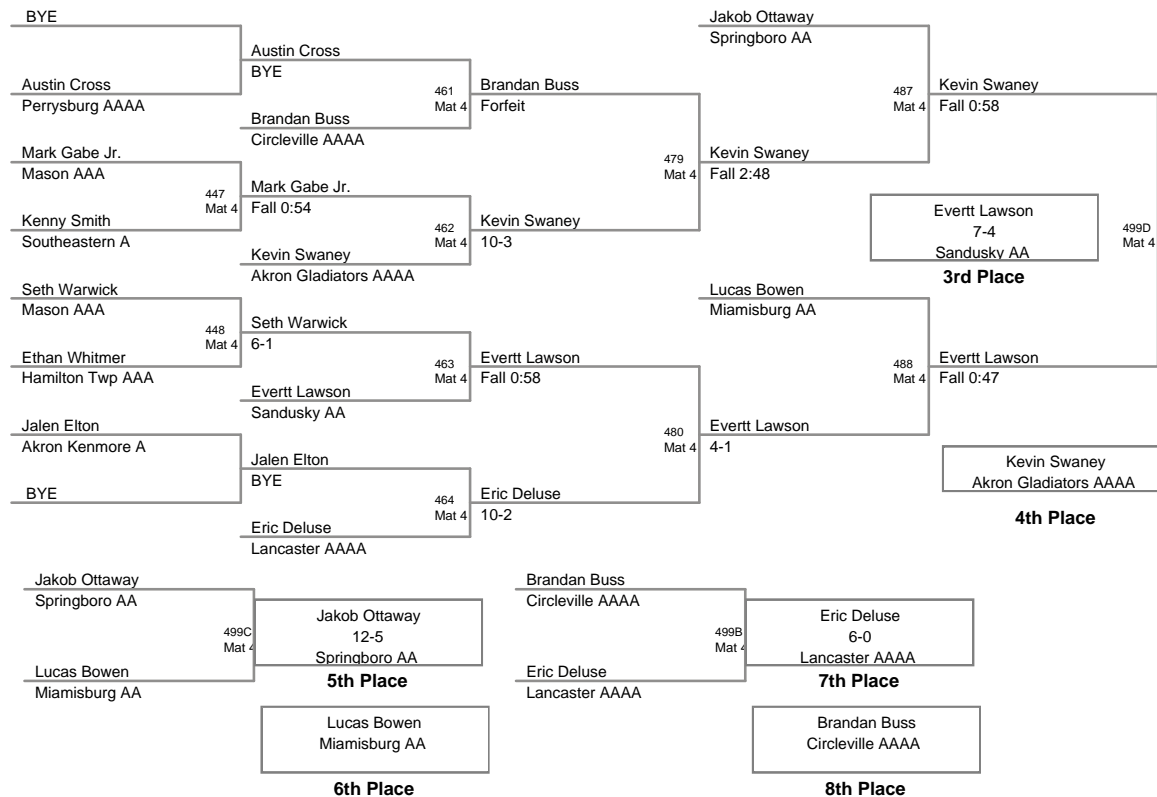 BYE
Austin Cross
Perrysburg AAAA
Mark Gabe Jr.
Mason AAA
Kenny Smith
Southeastern A
Seth Warwick
Mason AAA
Ethan Whitmer
Hamilton Twp AAA
Jalen Elton
Akron Kenmore A
BYE
447
Mat 4
448
Mat 4
Austin Cross
BYE
Brandan Buss
Circleville AAAA
Mark Gabe Jr.
Fall 0:54
Kevin Swaney
Akron Gladiators AAAA
Seth Warwick
6-1
Evertt Lawson
Sandusky AA
Jalen Elton
BYE
Eric Deluse
Lancaster AAAA
461
Mat 4
462
Mat 4
463
Mat 4
464
Mat 4
Brandan Buss
Forfeit
Kevin Swaney
10-3
Evertt Lawson
Fall 0:58
Eric Deluse
10-2
479
Mat 4
480
Mat 4
Jakob Ottaway
Springboro AA
Kevin Swaney
Fall 2:48
Lucas Bowen
Miamisburg AA
Evertt Lawson
4-1
487
Mat 4
488
Mat 4
Kevin Swaney
Fall 0:58
Evertt Lawson
Fall 0:47
499D
Mat 4
Evertt Lawson
7-4
Sandusky AA
3rd Place
Kevin Swaney
Akron Gladiators AAAA
4th Place
Jakob Ottaway
Springboro AA
Lucas Bowen
Miamisburg AA
499C
Mat 4
Jakob Ottaway
12-5
Springboro AA
5th Place
Lucas Bowen
Miamisburg AA
6th Place
Brandan Buss
Circleville AAAA
Eric Deluse
Lancaster AAAA
499B
Mat 4
Eric Deluse
6-0
Lancaster AAAA
7th Place
Brandan Buss
Circleville AAAA
8th Place